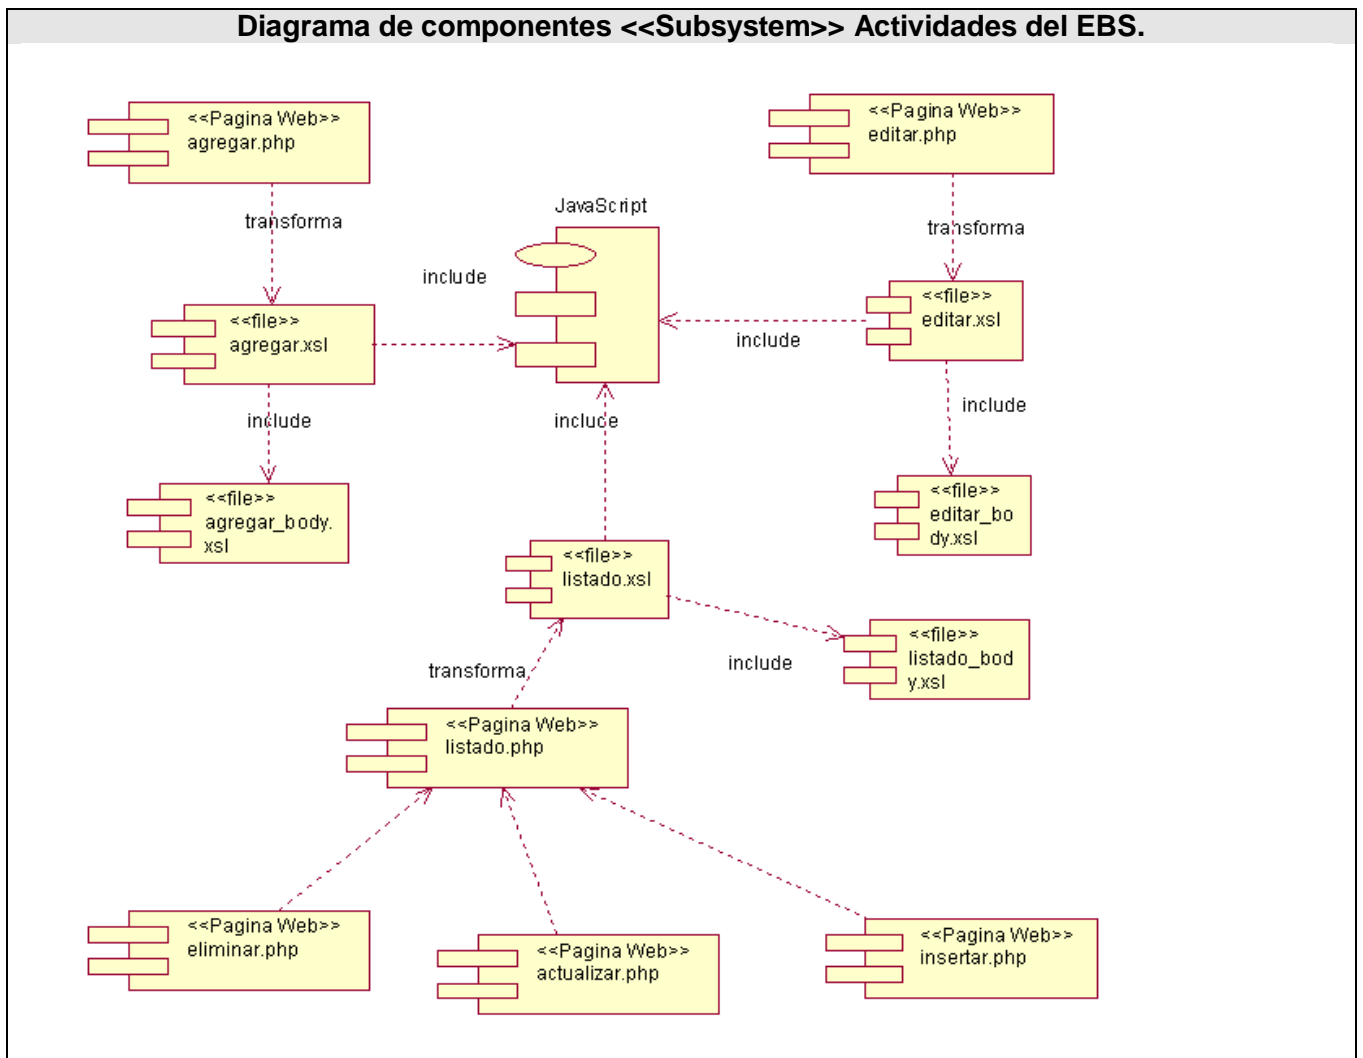 Diagrama de componentes <<Subsystem>> Actividades del EBS.
<<Pagina Web>>
agregar.php
<<Pagina Web>>
editar.php
transforma
JavaScript
transforma
include
<<file>>
agregar.xsl
<<file>>
editar.xsl
include
include
include
include
<<file>>
agregar_body.
xsl
<<file>>
editar_bo
dy.xsl
<<file>>
listado.xsl
<<file>>
listado_bod
y.xsl
transforma
include
<<Pagina Web>>
listado.php
<<Pagina Web>>
eliminar.php
<<Pagina Web>>
actualizar.php
<<Pagina Web>>
insertar.php